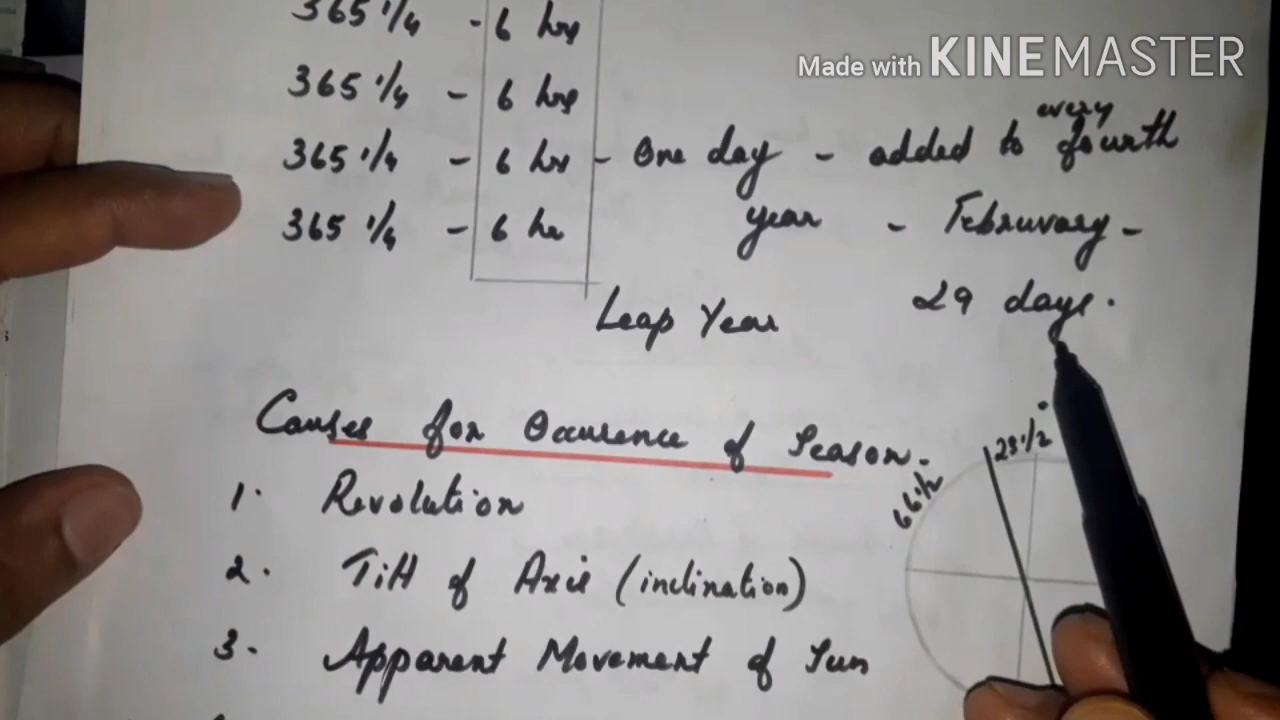 Made with KINEMASTER
365 1/4 - 6 hrs
365 1/4 - 6 hrs
every
365 1/4 - 6 hrs - One day - added to fourth
365 1/4 - 6 hr year - Februvary -
29 days.
Leap Year
Causes for Occurence of Season.
23 1/2°
66 1/2
1. Revolution
2. Tilt of Axis (inclination)
3. Apparent Movement of Sun